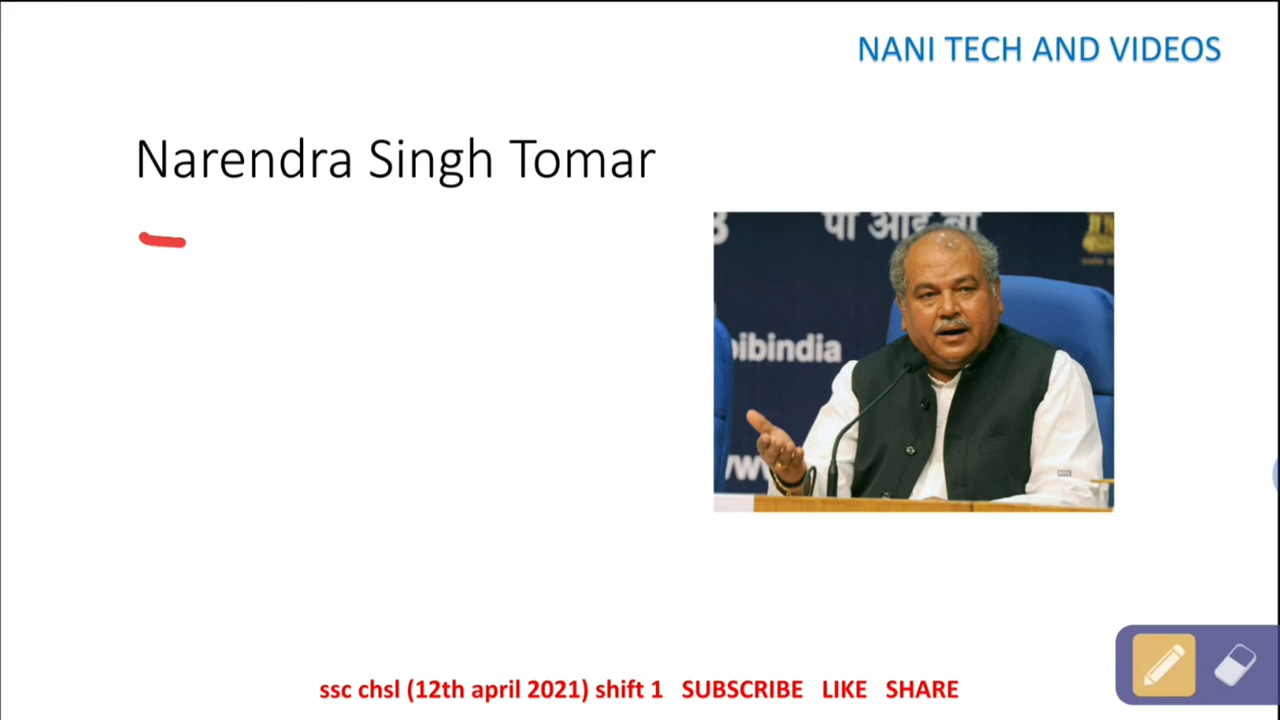 NANI TECH AND VIDEOS
Narendra Singh Tomar
पी आई बी
pibindia
ssc chsl (12th april 2021) shift 1 SUBSCRIBE LIKE SHARE